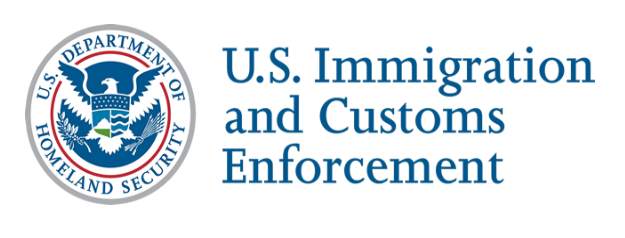 U.S. DEPARTMENT OF
HOMELAND SECURITY
U.S. Immigration
and Customs
Enforcement